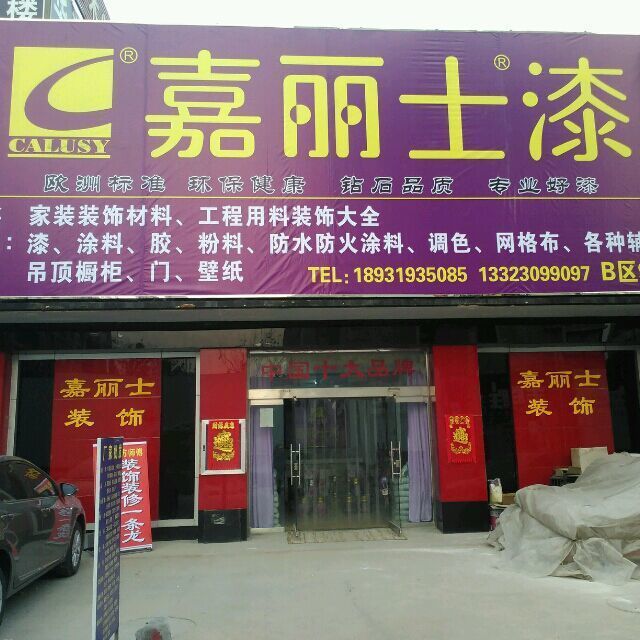 楼
CALUSY
®
嘉丽士漆
®
欧洲标准 环保健康 钻石品质 专业好漆
家装装饰材料、工程用料装饰大全
：漆、涂料、胶、粉料、防水防火涂料、调色、网格布、各种辅
吊顶橱柜、门、壁纸
TEL:18931935085 13323099097 B区
中国十大品牌
嘉丽士
装饰
嘉丽士
装饰
装饰装修一条龙